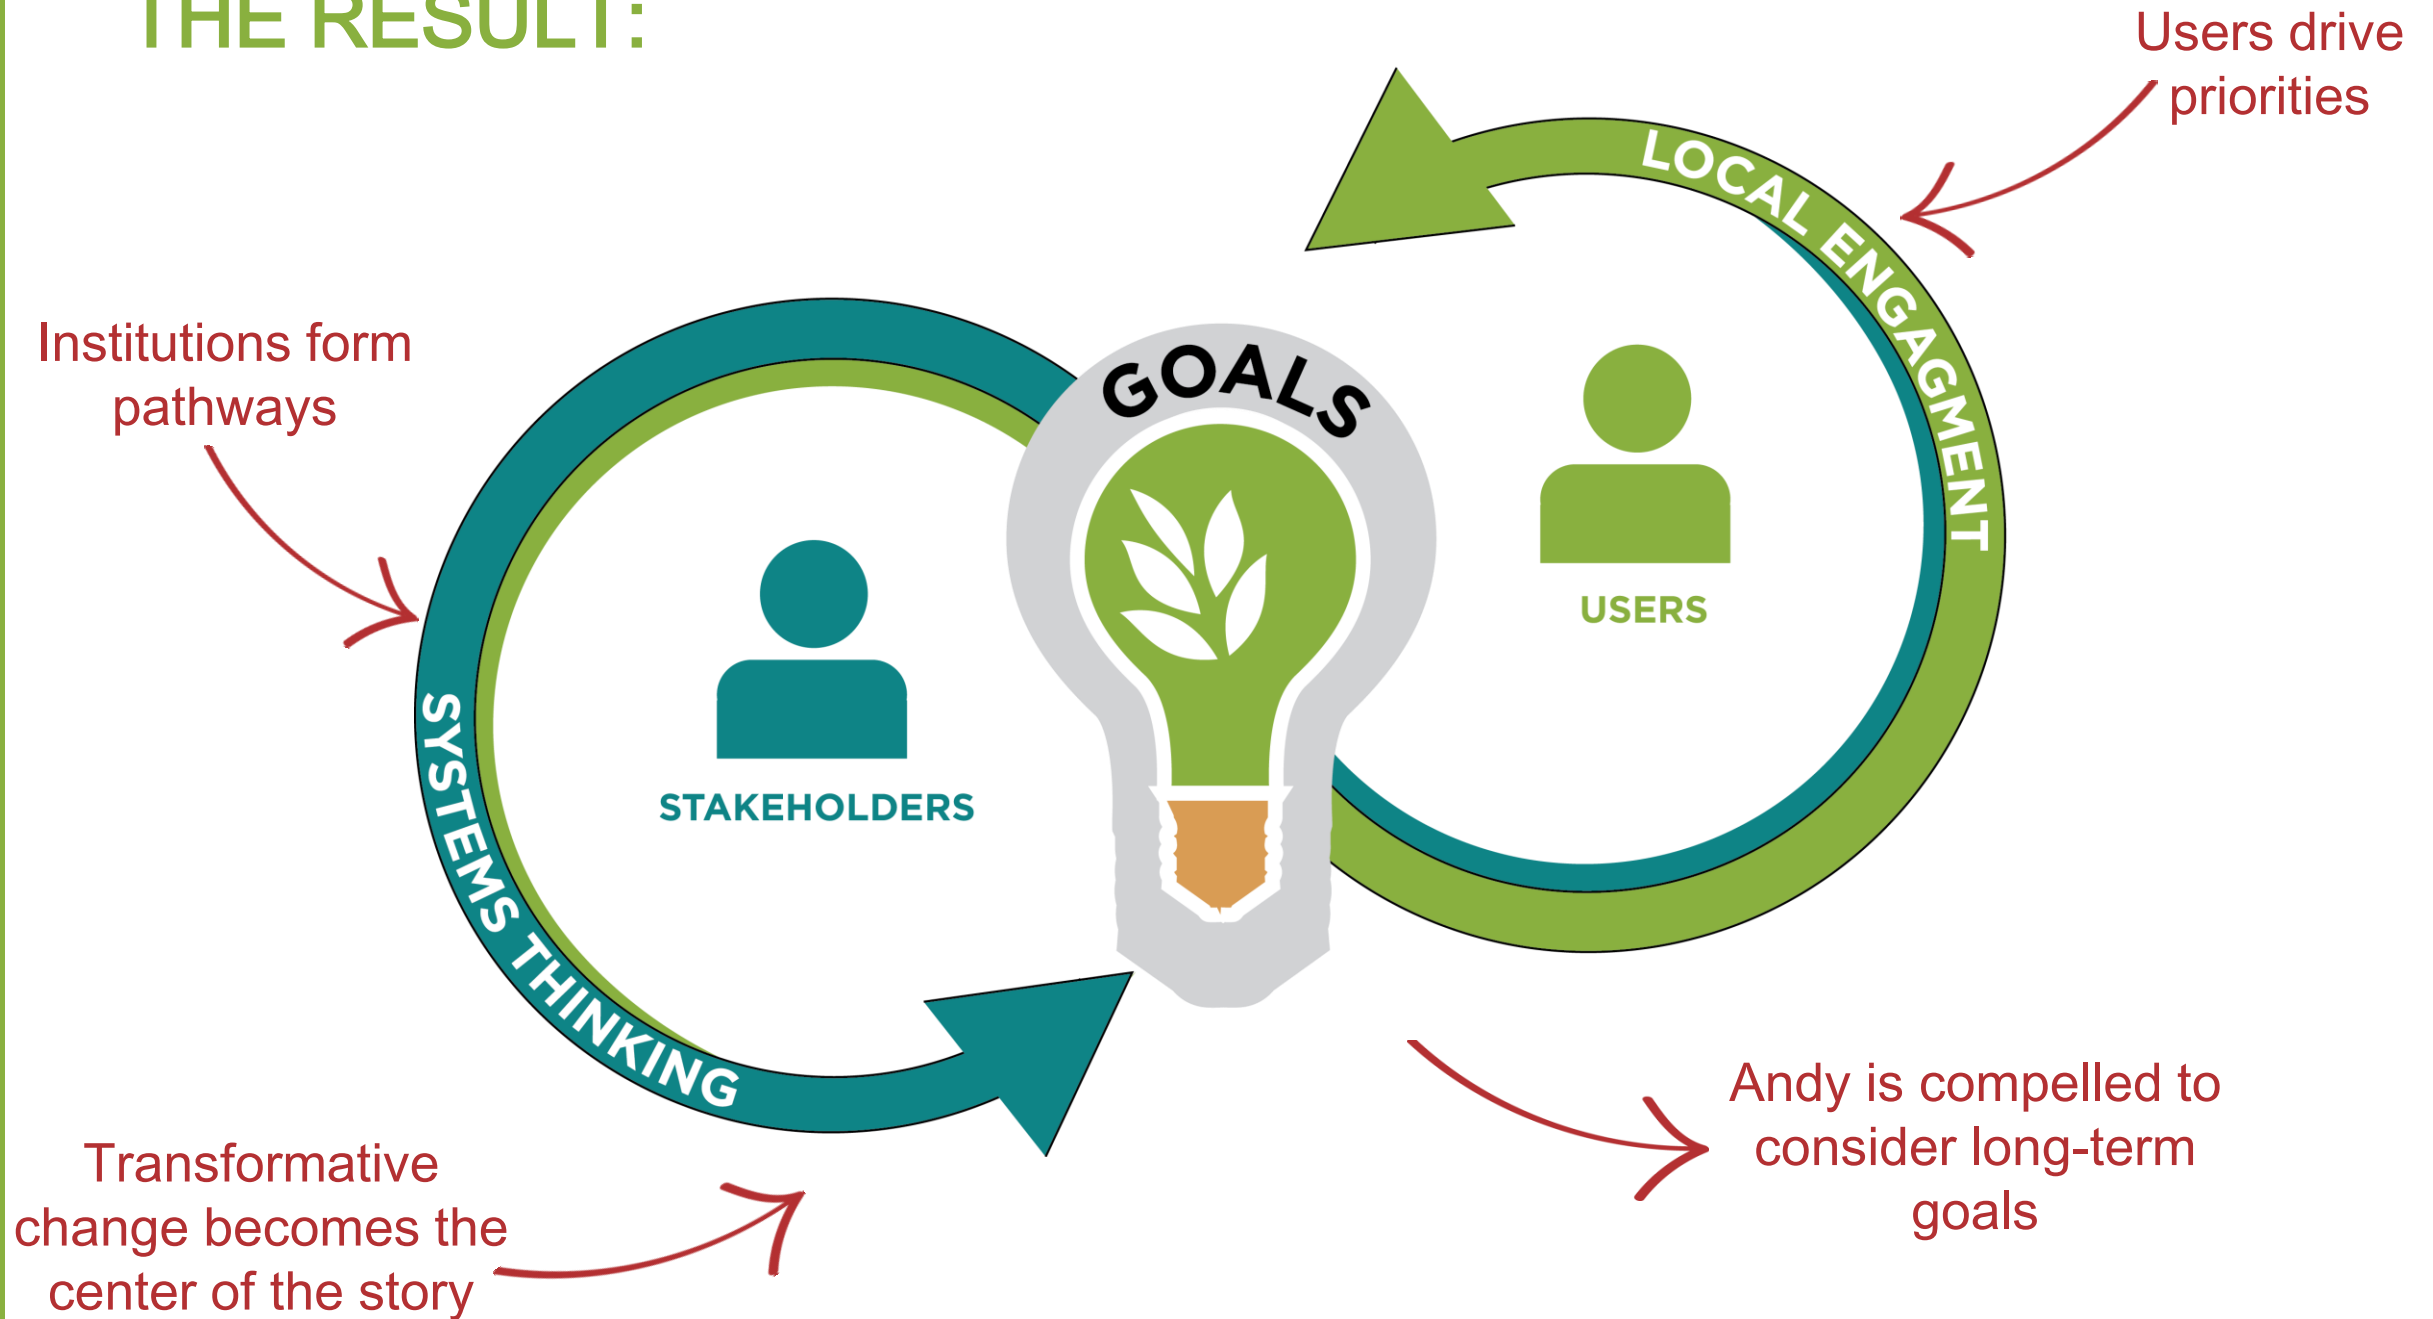 THE RESULT:
Users drive
priorities
LOCAL ENGAGMENT
Institutions form
pathways
GOALS
USERS
STAKEHOLDERS
SYSTEMS THINKING
Andy is compelled to
consider long-term
goals
Transformative
change becomes the
center of the story